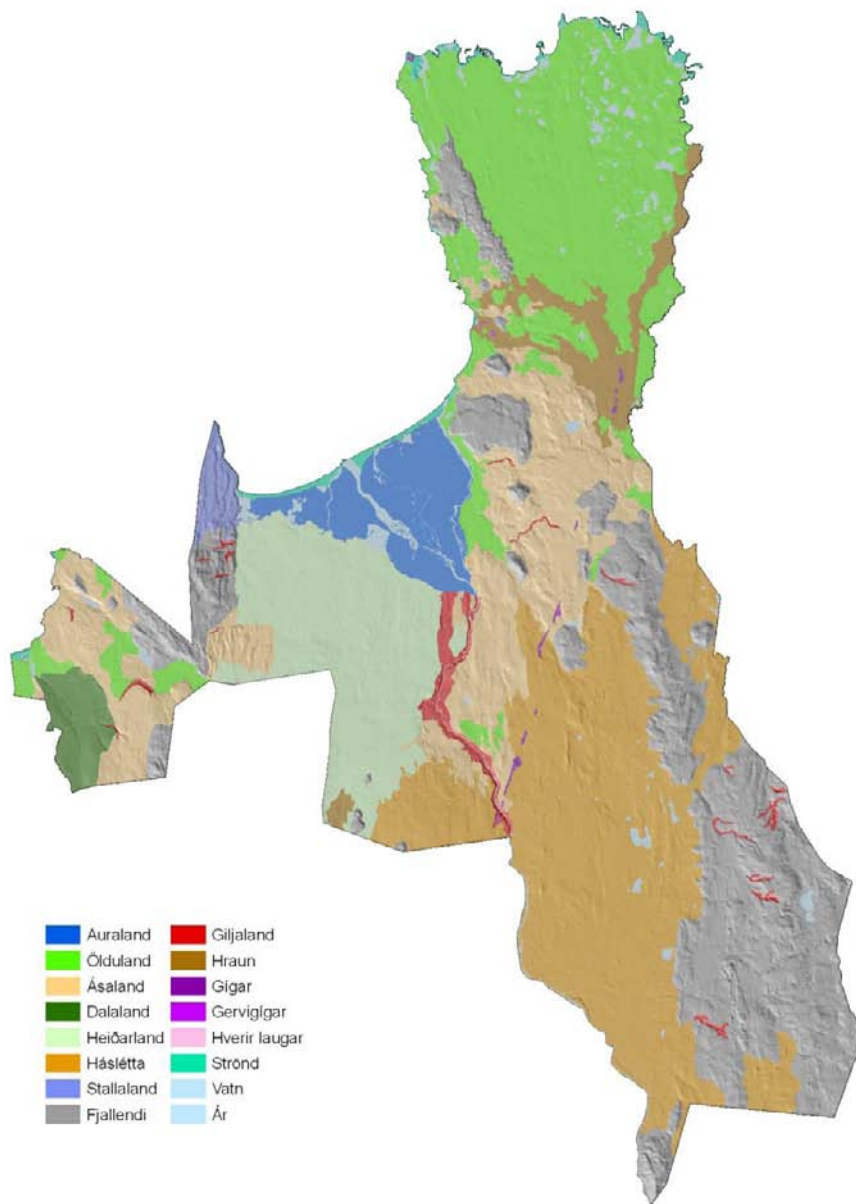 Auraland
Ölduland
Ásaland
Dalaland
Heiðarland
Háslétta
Stallaland
Fjallendi
Giljaland
Hraun
Gígar
Gervigígar
Hverir laugar
Strönd
Vatn
Ár